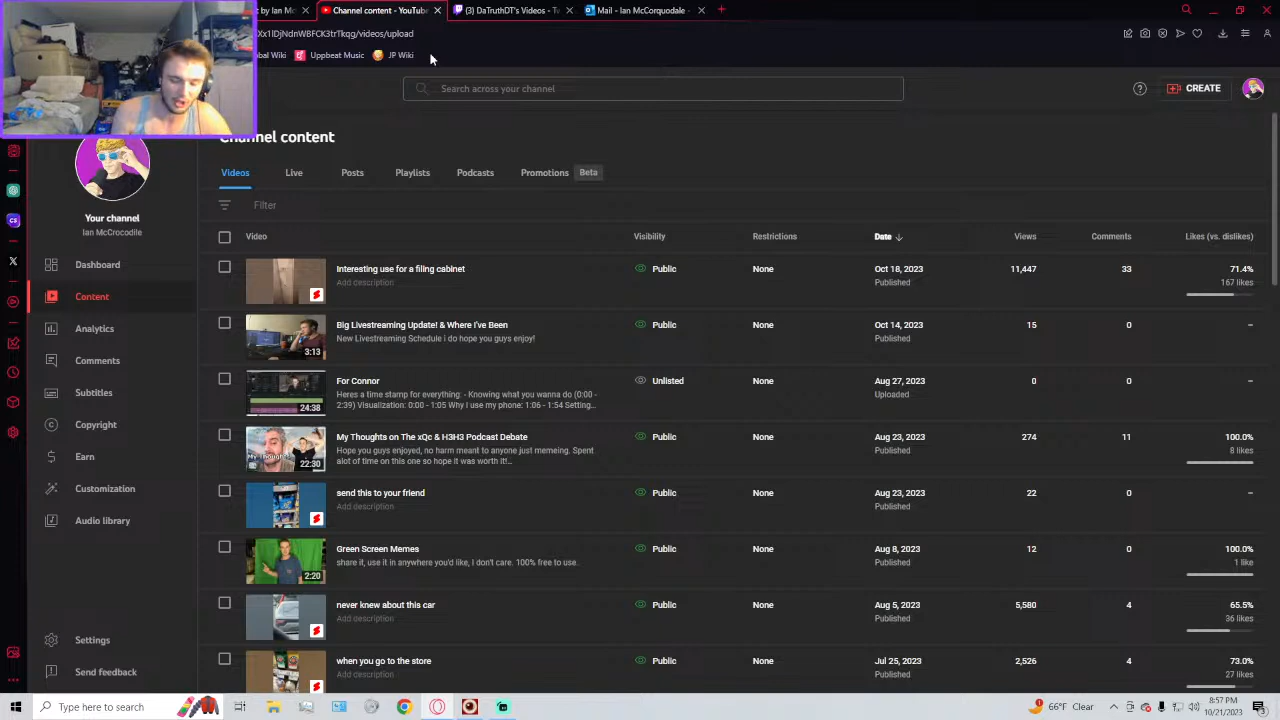 by Ian Mc
Channel content - YouTube
(3) DaTruthDT's Videos - Tw
Mail - Ian McCorquodale -
Xx1IDjNdnWBFCK3trTkqg/videos/upload
bal Wiki
Uppbeat Music
JP Wiki
Search across your channel
CREATE
Channel content
Videos
Live
Posts
Playlists
Podcasts
Promotions
Beta
Filter
Your channel
Ian McCrocodile
Dashboard
Content
Analytics
Comments
Subtitles
Copyright
Earn
Customization
Audio library
Settings
Send feedback
Video Visibility Restrictions Date Views Comments Likes (vs. dislikes)
Interesting use for a filing cabinet Public None Oct 18, 2023 11,447 33 71.4%
Add description Published 167 likes
Big Livestreaming Update! & Where I've Been Public None Oct 14, 2023 15 0 –
New Livestreaming Schedule i do hope you guys enjoy! Published
3:13
For Connor Unlisted None Aug 27, 2023 0 0 –
Heres a time stamp for everything: - Knowing what you wanna do (0:00 - Uploaded
2:39) Visualization: 0:00 - 1:05 Why I use my phone: 1:06 - 1:54 Setting...
24:38
My Thoughts on The xQc & H3H3 Podcast Debate Public None Aug 23, 2023 274 11 100.0%
Hope you guys enjoyed, no harm meant to anyone just memeing. Spent Published 8 likes
alot of time on this one so hope it was worth it!...
My Thoughts
22:30
send this to your friend Public None Aug 23, 2023 22 0 –
Add description Published
Green Screen Memes Public None Aug 8, 2023 12 0 100.0%
share it, use it in anywhere you'd like, I don't care. 100% free to use. Published 1 like
2:20
never knew about this car Public None Aug 5, 2023 5,580 4 65.5%
Add description Published 36 likes
when you go to the store Public None Jul 25, 2023 2,526 4 73.0%
Add description Published 27 likes
Type here to search
66°F Clear
8:57 PM
10/21/2023